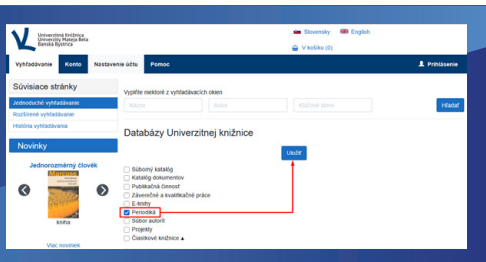 Univerzitná Knižnica
Univerzity Mateja Bela
Banská Bystrica
Slovensky English
V košíku (0)
Vyhľadávanie Konto Nastavenie účtu Pomoc Prihlásenie
Súvisiace stránky
Jednoduché vyhľadávanie
Rozšírené vyhľadávanie
História vyhľadávania
Novinky
Jednorozměrný člověk
Marcuse
kniha
Viac noviniek
Vyplňte niektoré z vyhľadávacích okien
Názov Autor Kľúčové slovo Hľadať
Databázy Univerzitnej knižnice
Uložiť
Súborný katalóg
Katalóg dokumentov
Publikačná činnosť
Záverečné a kvalifikačné práce
E-knihy
Periodiká
Súbor autorít
Projekty
Čiastkové knižnice ▲